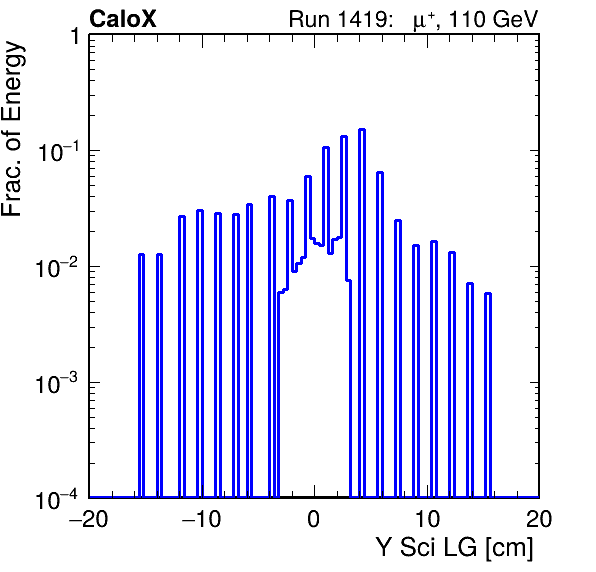 CaloX Run 1419: μ⁺, 110 GeV
Frac. of Energy
1
10⁻¹
10⁻²
10⁻³
10⁻⁴
−20 −10 0 10 20
Y Sci LG [cm]